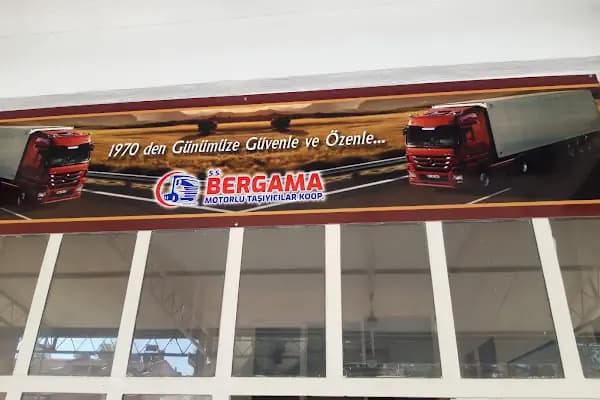 1970 den Günümüze Güvenle ve Özenle...
S.S.
BERGAMA
MOTORLU TAŞIYICILAR KOOP